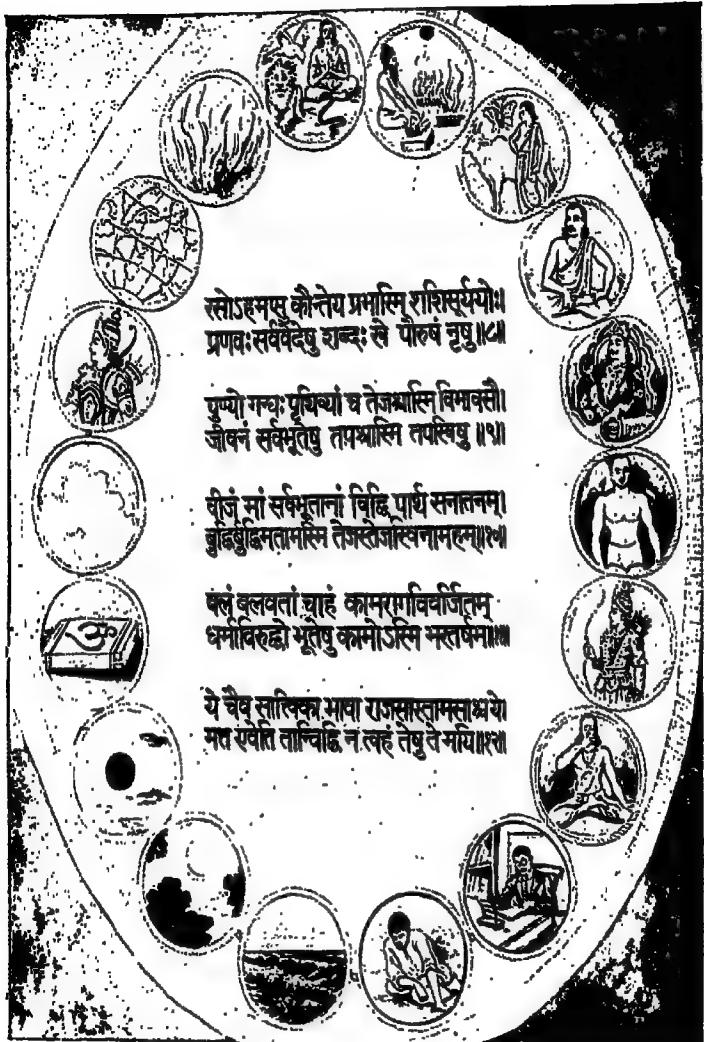 रसोऽहमप्सु कौन्तेय प्रभास्मि शशिसूर्ययोः।
प्रणवः सर्ववेदेषु शब्दः खे पौरुषं नृषु॥८॥
पुण्यो गन्धः पृथिव्यां च तेजश्चास्मि विभावसौ।
जीवनं सर्वभूतेषु तपश्चास्मि तपस्विषु॥९॥
बीजं मां सर्वभूतानां विद्धि पार्थ सनातनम्।
बुद्धिर्बुद्धिमतामस्मि तेजस्तेजस्विनामहम्॥१०॥
बलं बलवतां चाहं कामरागविवर्जितम्
धर्माविरुद्धो भूतेषु कामोऽस्मि भरतर्षभ॥११॥
ये चैव सात्त्विका भावा राजसास्तामसाश्च ये।
मत्त एवेति तान्विद्धि न त्वहं तेषु ते मयि॥१२॥
ॐ